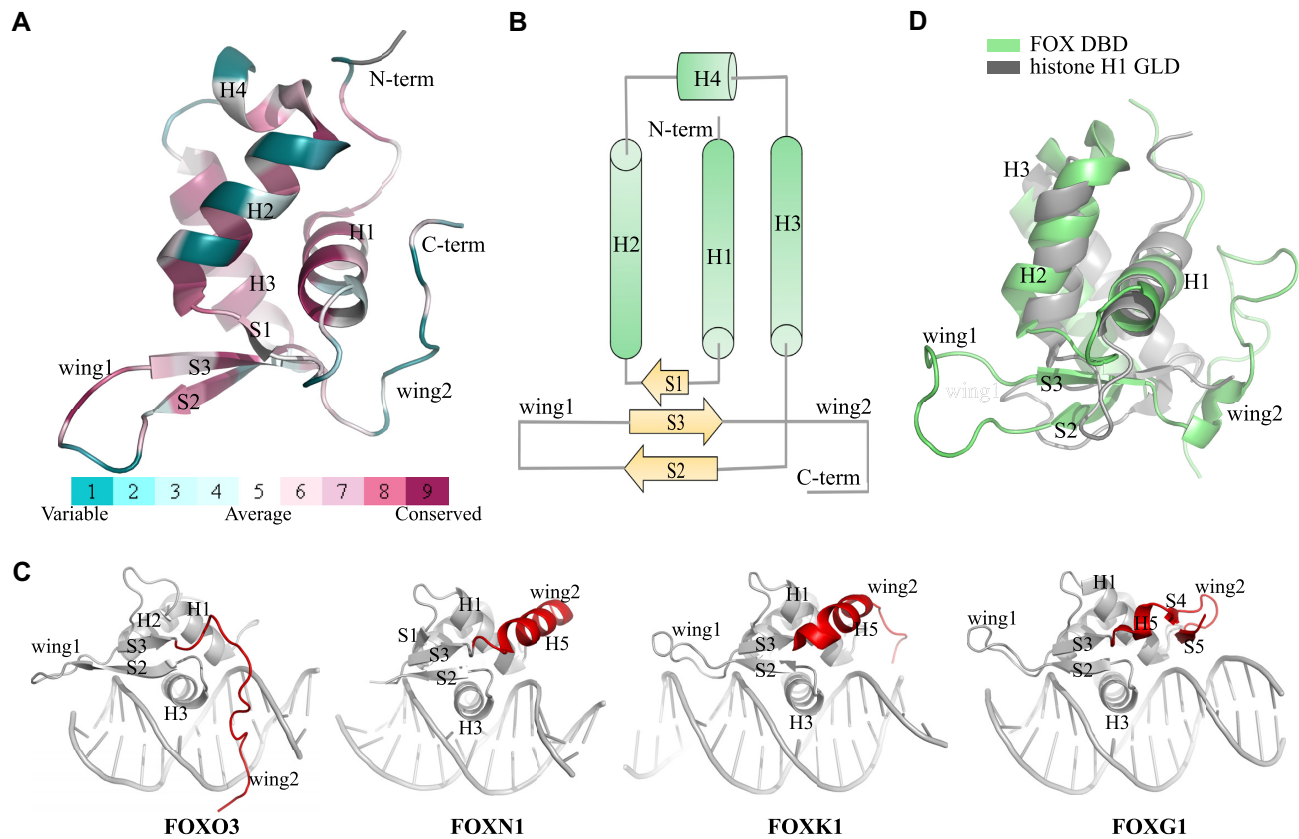 A
N-term
H4
H2
H1
C-term
H3
S1
wing1
S3
S2
wing2
1 2 3 4 5 6 7 8 9
Variable Average Conserved
B
H4
N-term
H2
H1
H3
S1
wing1
S3
wing2
S2
C-term
D
FOX DBD
histone H1 GLD
H3
H2
H1
wing1
S3
S2
wing2
C
H2
H1
wing1
S3
S2
H3
wing2
FOXO3
H1
wing2
S1
S3
H5
S2
H3
FOXN1
H1
wing2
wing1
H5
S3
S2
H3
FOXK1
H1
wing2
S4
wing1
H5
S3
S5
S2
H3
FOXG1